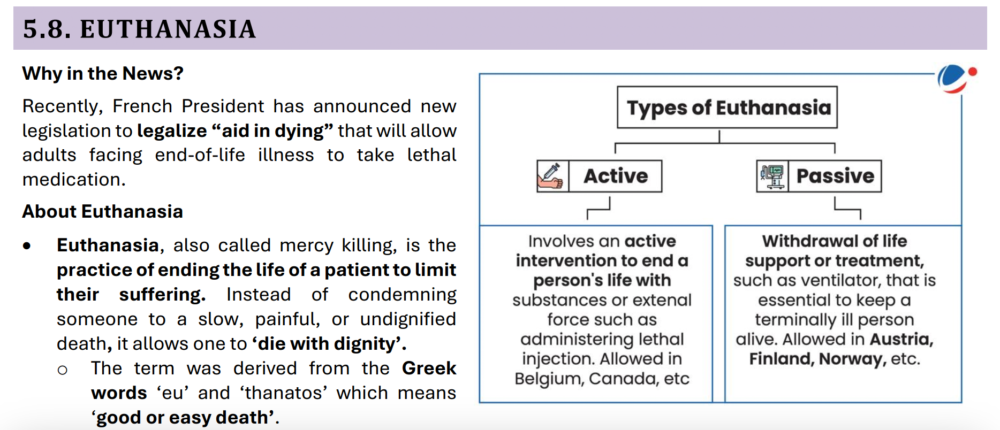 5.8. EUTHANASIA
Why in the News?
Recently, French President has announced new
legislation to legalize “aid in dying” that will allow
adults facing end-of-life illness to take lethal
medication.
About Euthanasia
● Euthanasia, also called mercy killing, is the
practice of ending the life of a patient to limit
their suffering. Instead of condemning
someone to a slow, painful, or undignified
death, it allows one to ‘die with dignity’.
○ The term was derived from the Greek
words ‘eu’ and ‘thanatos’ which means
‘good or easy death’.
Types of Euthanasia
Active
Involves an active
intervention to end a
person's life with
substances or extenal
force such as
administering lethal
injection. Allowed in
Belgium, Canada, etc
Passive
Withdrawal of life
support or treatment,
such as ventilator, that is
essential to keep a
terminally ill person
alive. Allowed in Austria,
Finland, Norway, etc.